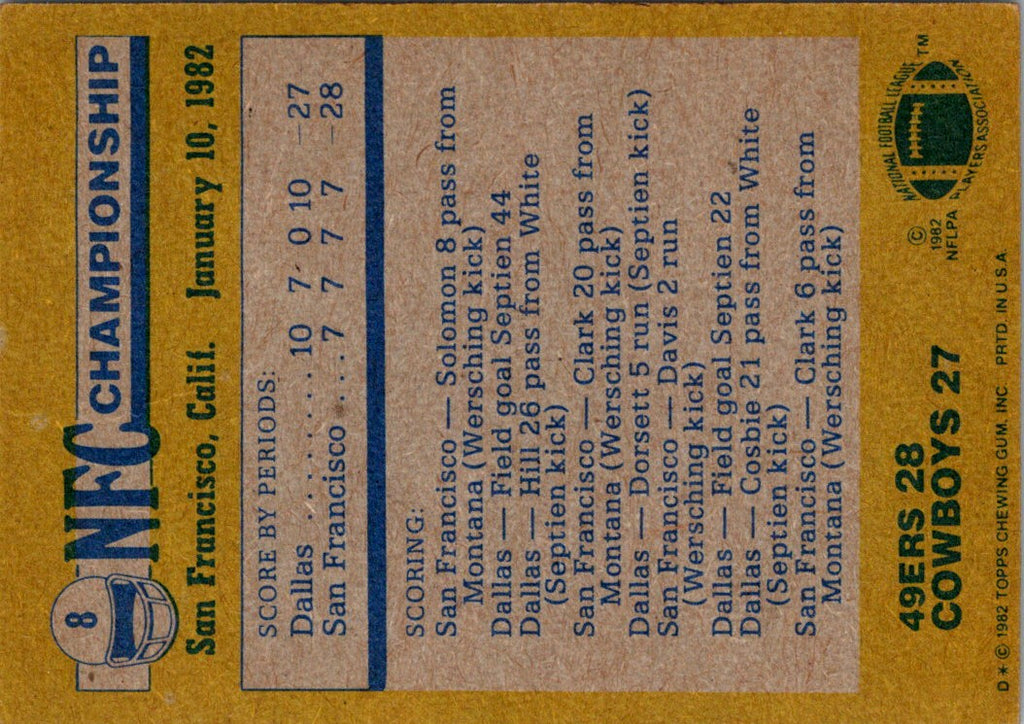 8
NFC CHAMPIONSHIP
San Francisco, Calif. January 10, 1982
SCORE BY PERIODS:
Dallas ........ 10 7 0 10 —27
San Francisco ... 7 7 7 7 —28
SCORING:
San Francisco — Solomon 8 pass from
Montana (Wersching kick)
Dallas — Field goal Septien 44
Dallas — Hill 26 pass from White
(Septien kick)
San Francisco — Clark 20 pass from
Montana (Wersching kick)
Dallas — Dorsett 5 run (Septien kick)
San Francisco — Davis 2 run
(Wersching kick)
Dallas — Field goal Septien 22
Dallas — Cosbie 21 pass from White
(Septien kick)
San Francisco — Clark 6 pass from
Montana (Wersching kick)
49ERS 28
COWBOYS 27
© 1982 NFLPA
NATIONAL FOOTBALL LEAGUE
PLAYERS ASSOCIATION
TM
D * © 1982 TOPPS CHEWING GUM, INC PRTD. IN U.S.A.